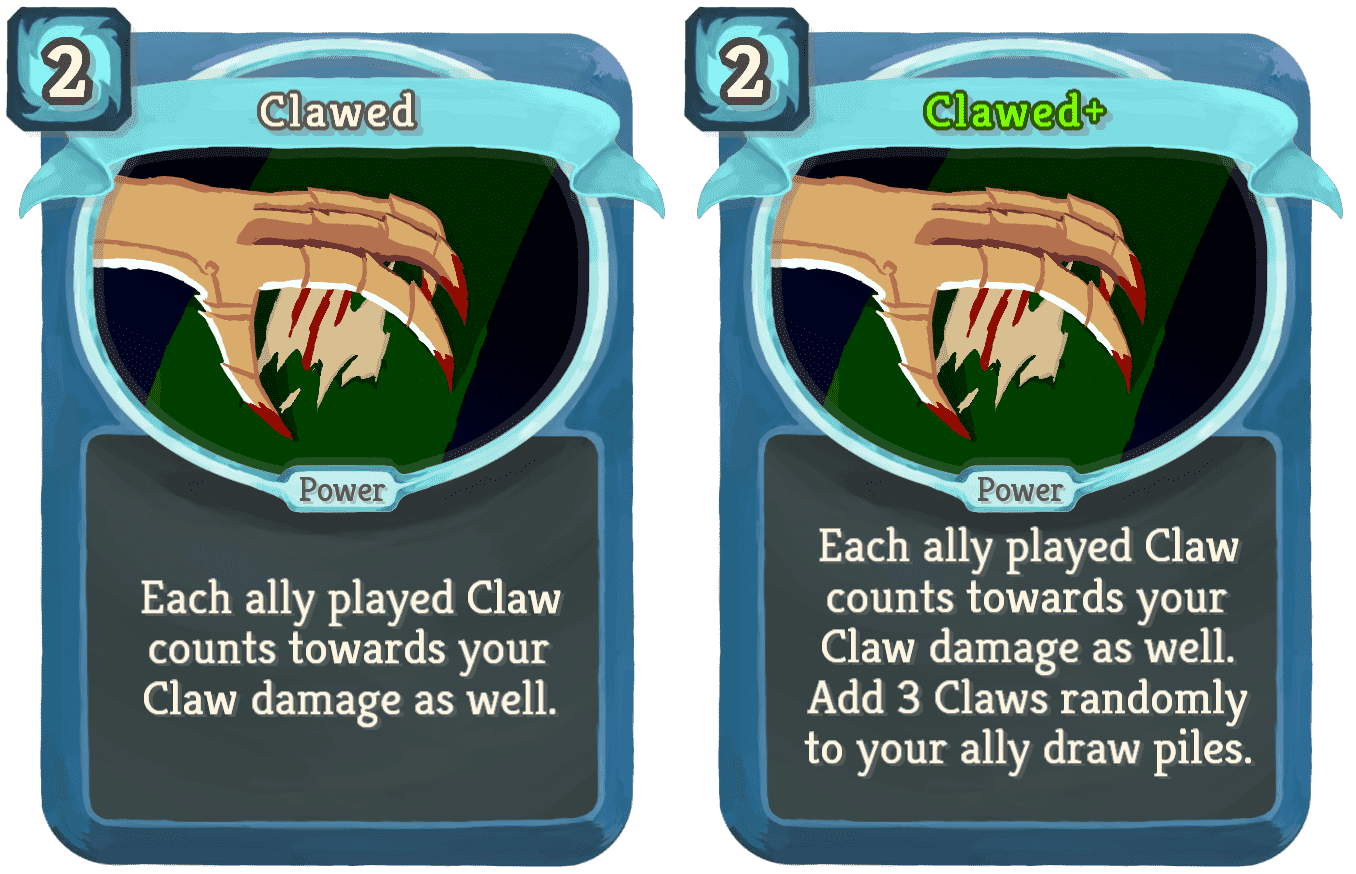 2
Clawed
Power
Each ally played Claw
counts towards your
Claw damage as well.
2
Clawed+
Power
Each ally played Claw
counts towards your
Claw damage as well.
Add 3 Claws randomly
to your ally draw piles.